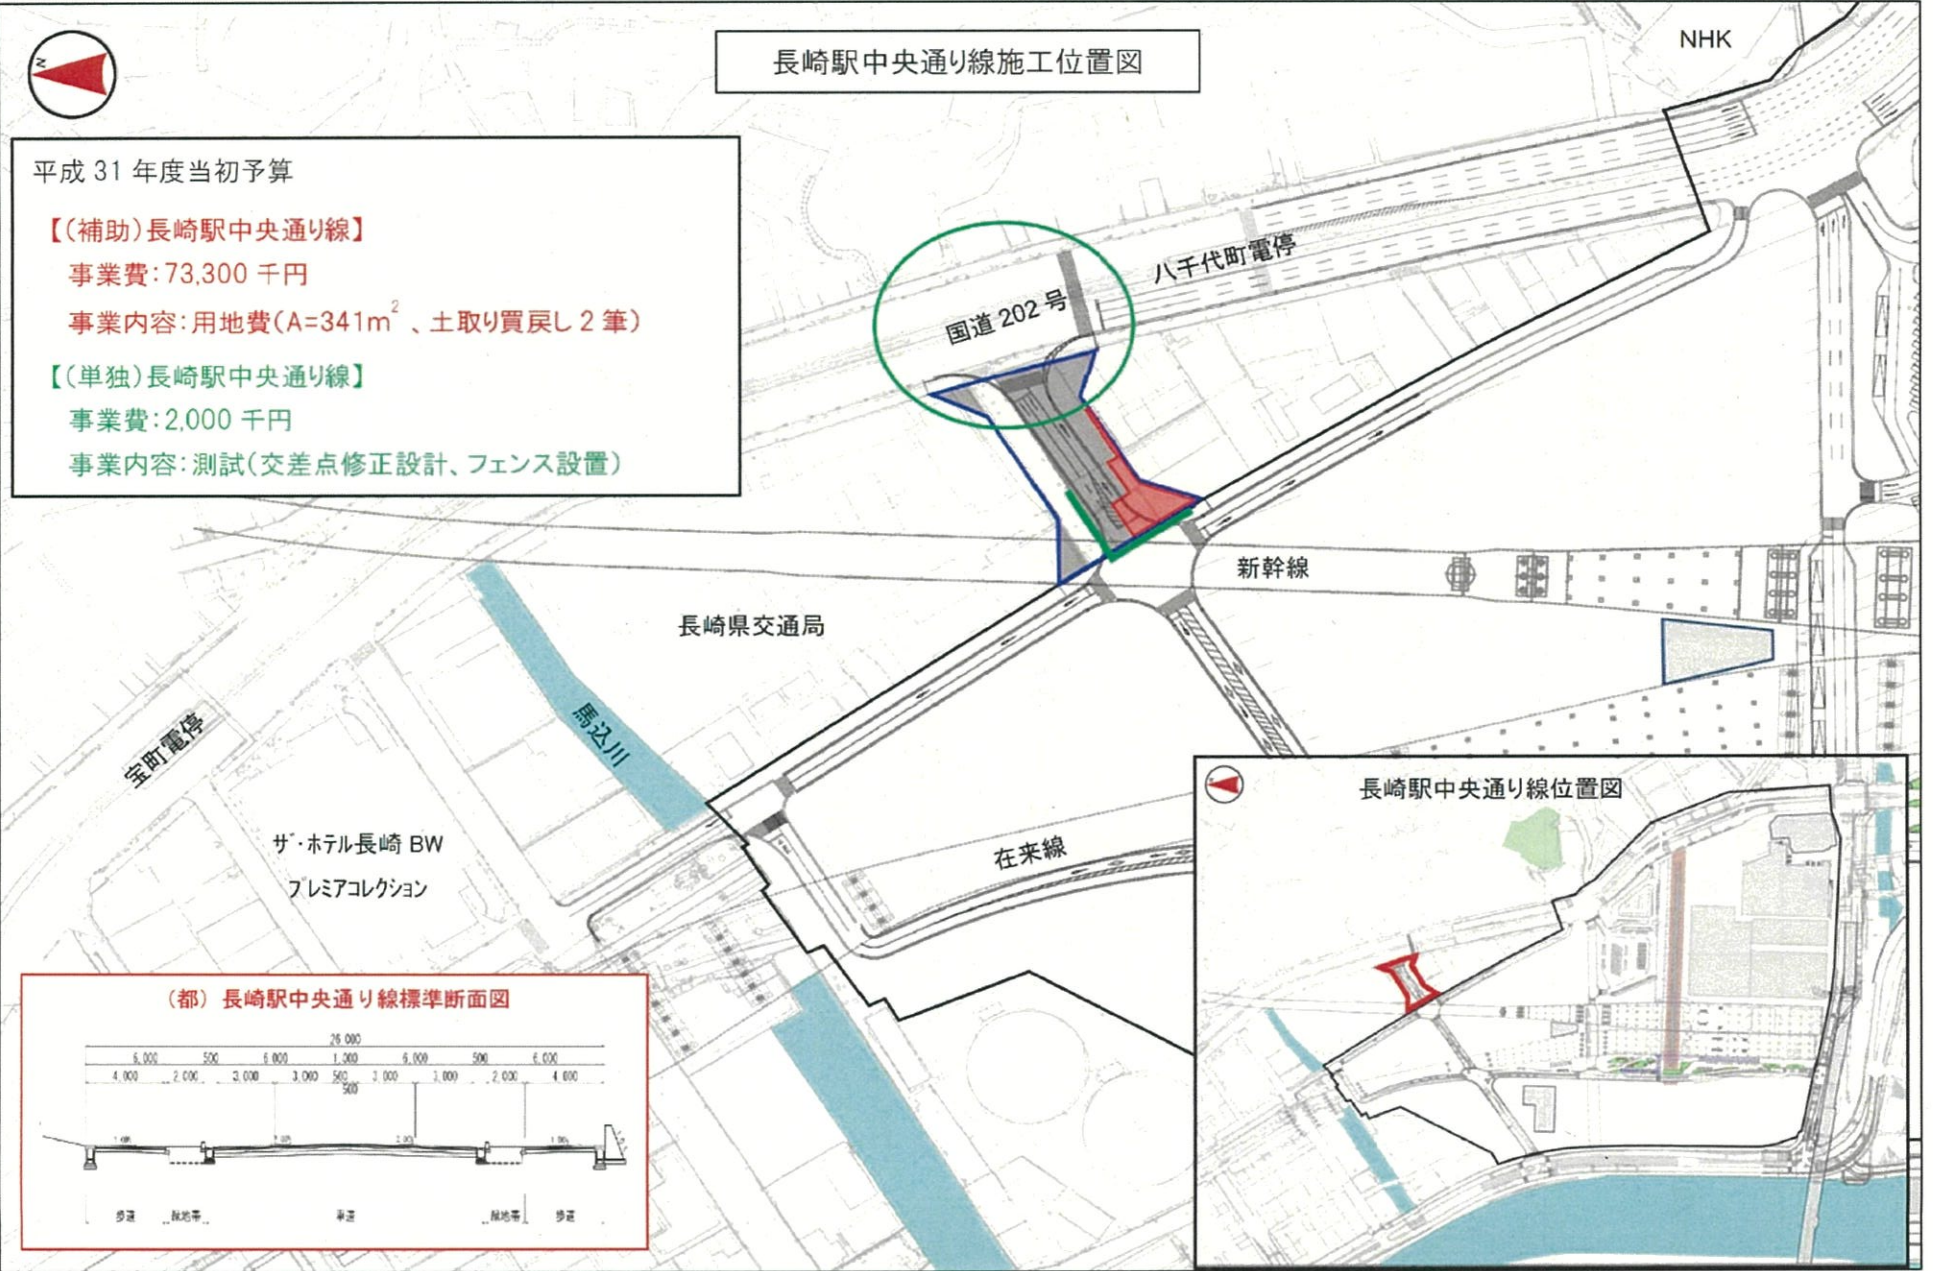 長崎駅中央通り線施工位置図
NHK
N
平成 31 年度当初予算
【(補助)長崎駅中央通り線】
事業費：73,300 千円
事業内容：用地費(A=341m² 、土取り買戻し 2 筆)
【(単独)長崎駅中央通り線】
事業費：2,000 千円
事業内容：測試(交差点修正設計、フェンス設置)
八千代町電停
国道 202 号
新幹線
長崎県交通局
馬込川
宝町電停
ザ・ホテル長崎 BW
プレミアコレクション
在来線
長崎駅中央通り線位置図
(都) 長崎駅中央通り線標準断面図
26 000
6,000 500 6 000 1,000 6,000 500 6,000
4,000 2 000 3,000 3,000 500 3 000 3,000 2,000 4,000
500
歩道 植地帯 車道 植地帯 歩道